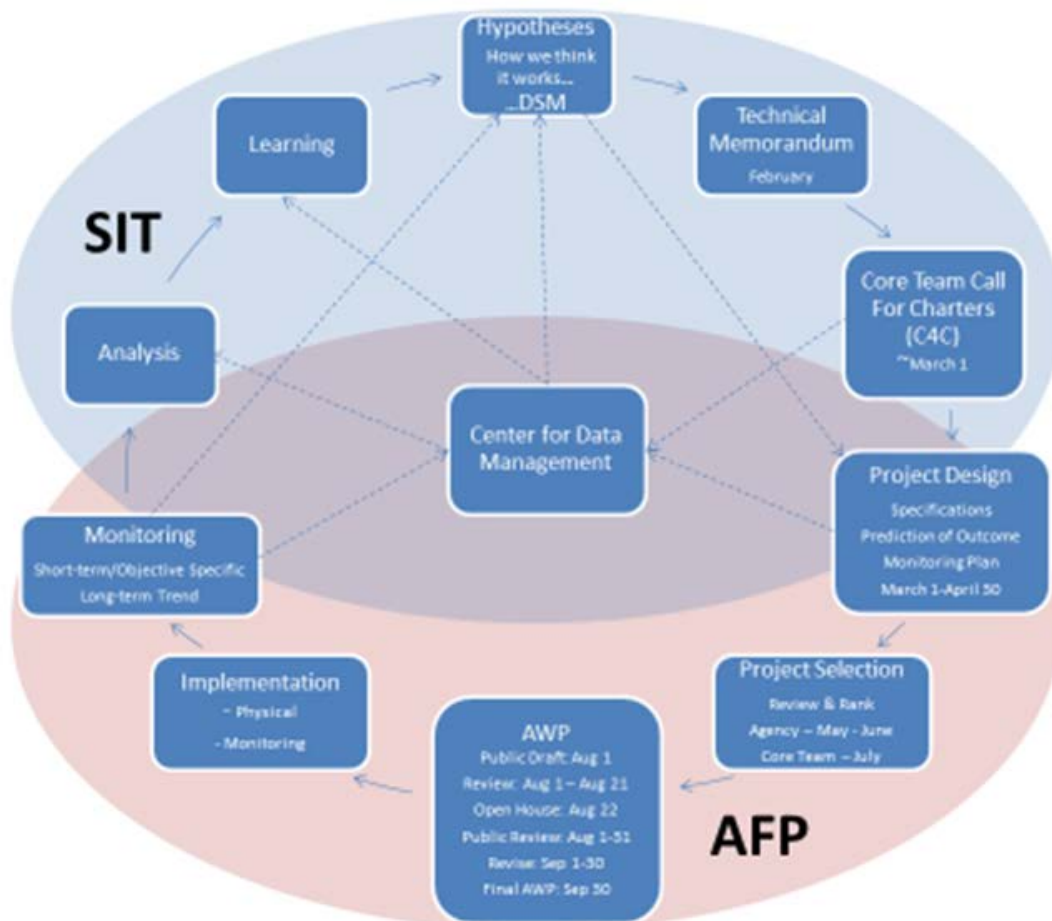 Hypotheses
How we think
it works...
...DSM
Technical
Memorandum
February
Core Team Call
For Charters
(C4C)
~March 1
Project Design
Specifications
Prediction of Outcome
Monitoring Plan
March 1-April 30
Project Selection
Review & Rank
Agency – May - June
Core Team – July
AWP
Public Draft: Aug 1
Review: Aug 1 – Aug 21
Open House: Aug 22
Public Review: Aug 1-31
Revise: Sep 1-30
Final AWP: Sep 30
Implementation
- Physical
- Monitoring
Monitoring
Short-term/Objective Specific
Long-term Trend
Analysis
Learning
Center for Data
Management
SIT
AFP